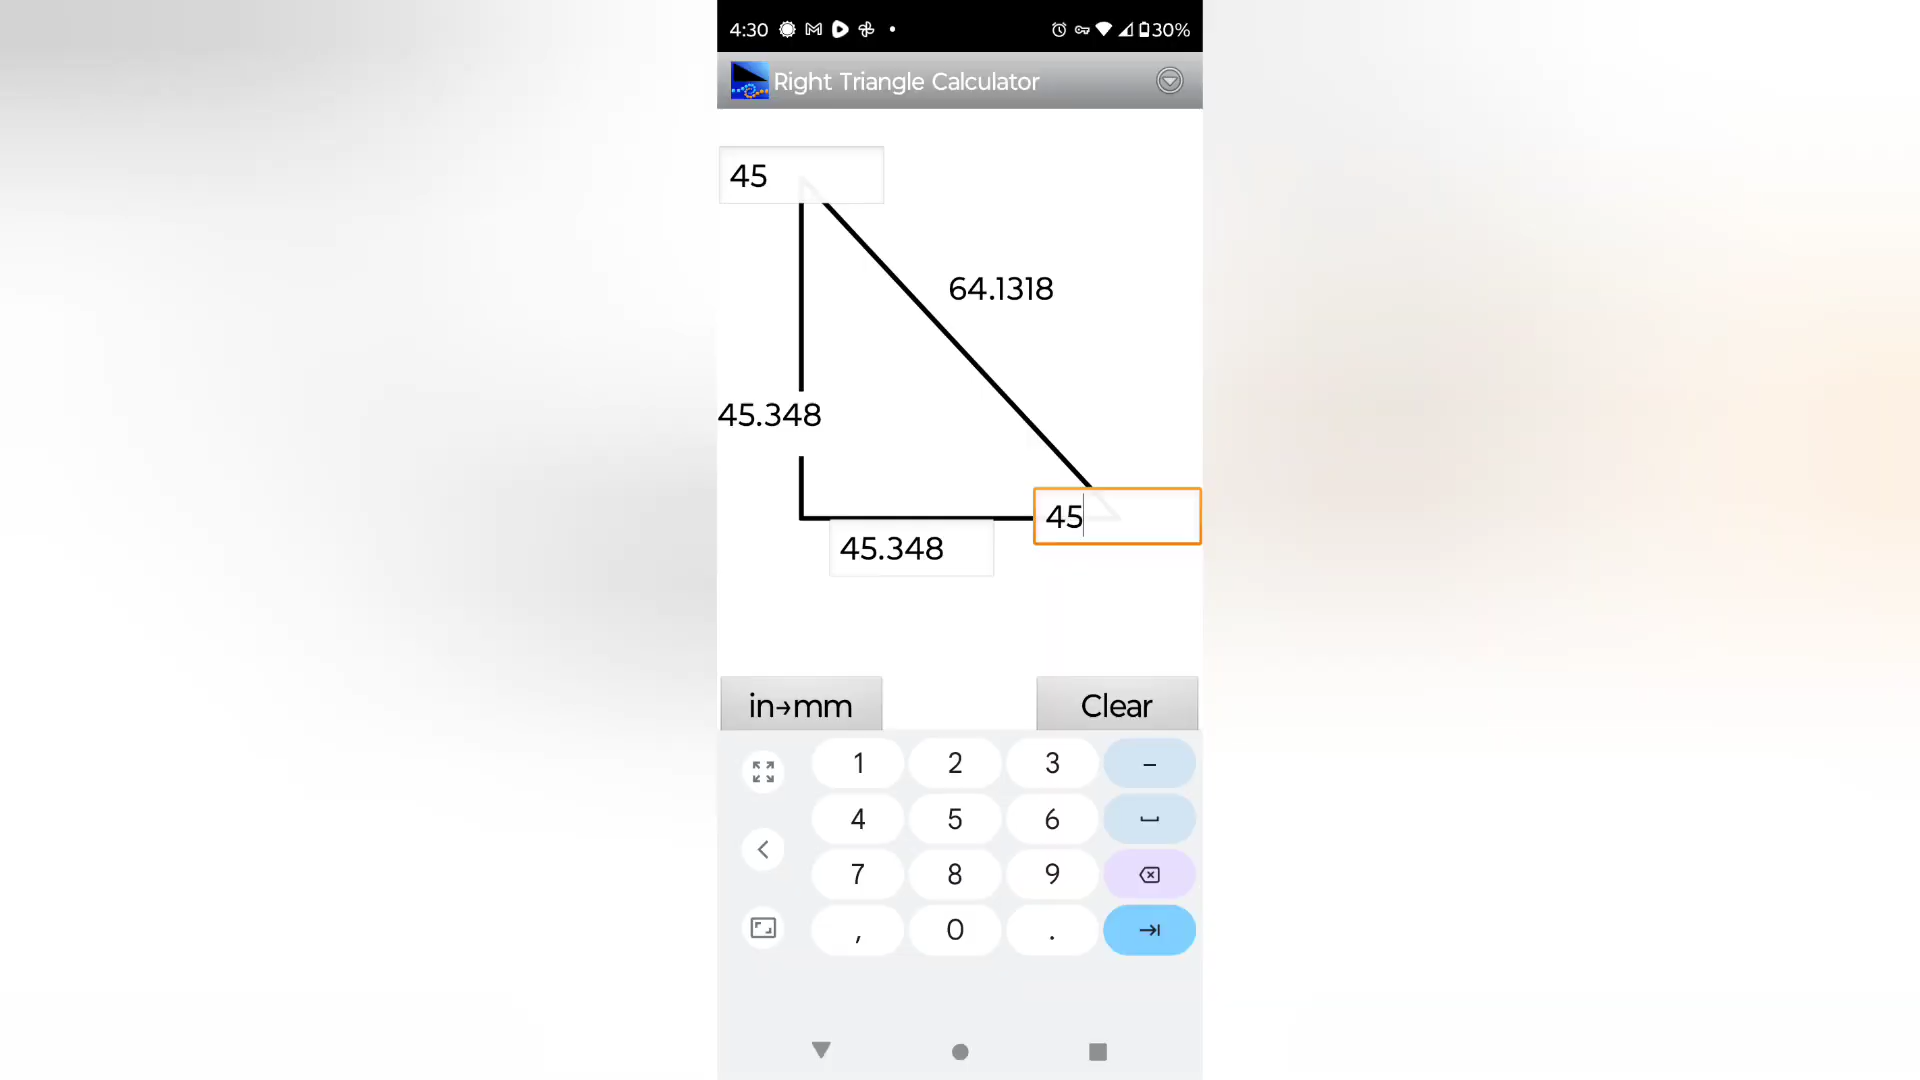 4:30 30%
Right Triangle Calculator
45
64.1318
45.348
45
45.348
in→mm Clear
1 2 3 –
4 5 6
7 8 9
, 0 .